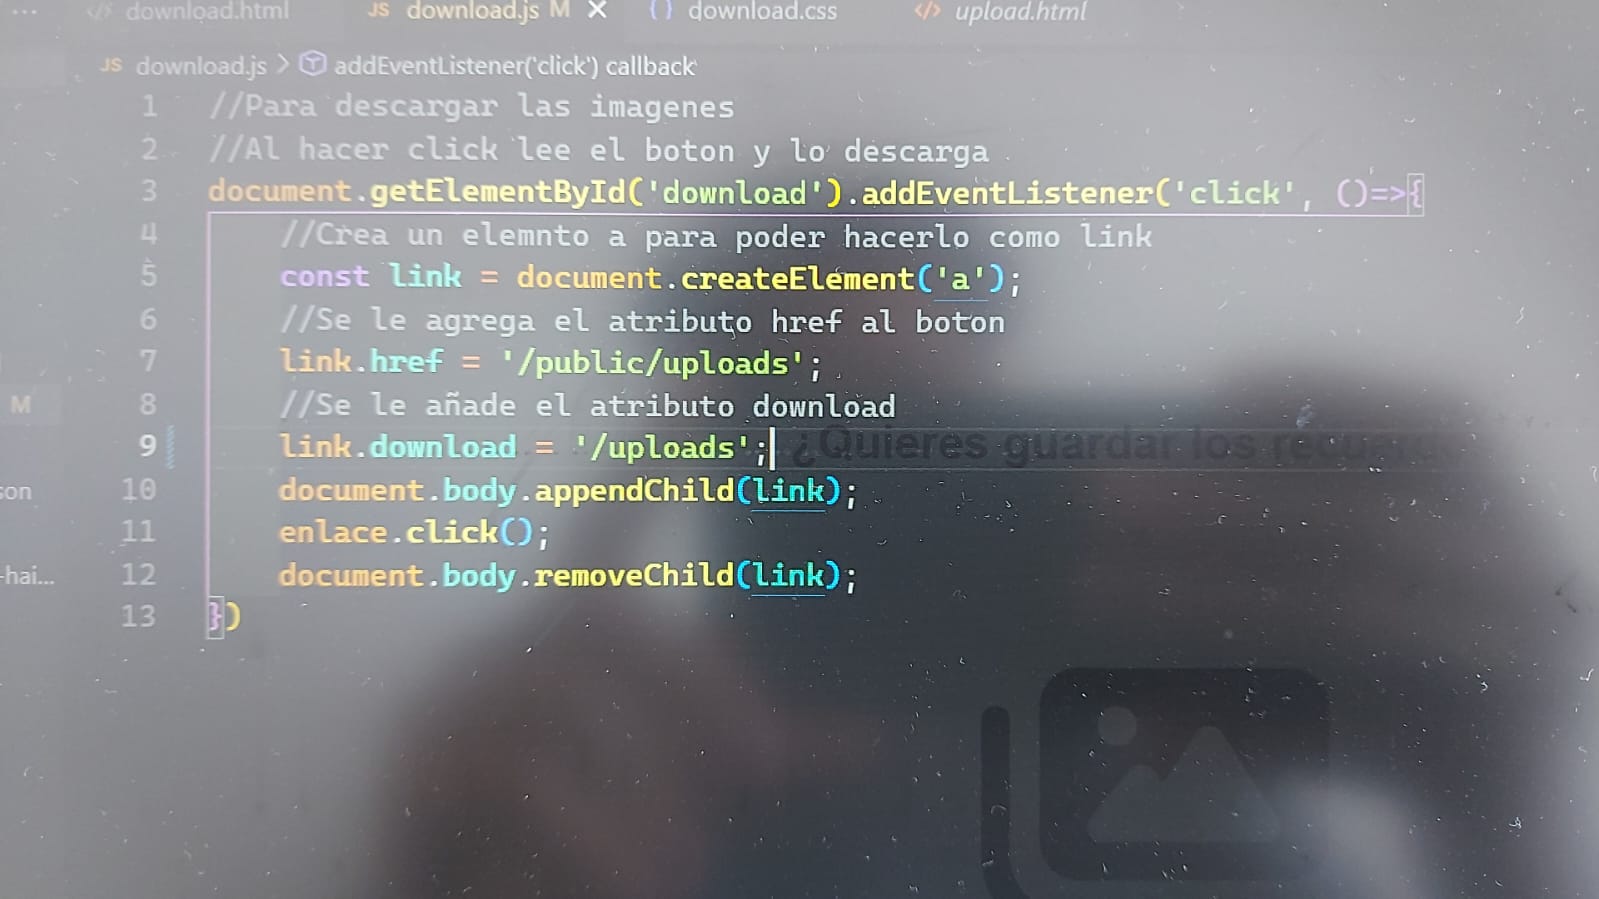 download.html
JS download.js M ✕
{} download.css
</> upload.html
JS download.js > addEventListener('click') callback
1 //Para descargar las imagenes
2 //Al hacer click lee el boton y lo descarga
3 document.getElementById('download').addEventListener('click', ()=>{
4 //Crea un elemnto a para poder hacerlo como link
5 const link = document.createElement('a');
6 //Se le agrega el atributo href al boton
7 link.href = '/public/uploads';
8 //Se le añade el atributo download
M
9 link.download = '/uploads'; ¿Quieres guardar los
10 document.body.appendChild(link);
son
11 enlace.click();
12 document.body.removeChild(link);
-hai...
13 })